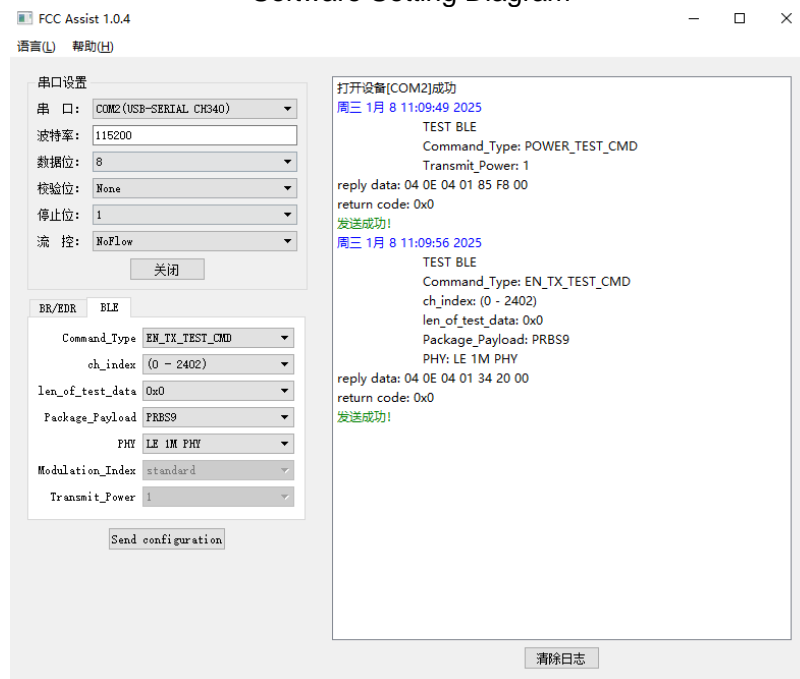 Software Setting Diagram
FCC Assist 1.0.4
语言(L) 帮助(H)
串口设置
串 口: COM2(USB-SERIAL CH340)
波特率: 115200
数据位: 8
校验位: None
停止位: 1
流 控: NoFlow
关闭
BR/EDR BLE
Command_Type EN_TX_TEST_CMD
ch_index (0 - 2402)
len_of_test_data 0x0
Package_Payload PRBS9
PHY LE 1M PHY
Modulation_Index standard
Transmit_Power 1
Send configuration
打开设备[COM2]成功
周三 1月 8 11:09:49 2025
TEST BLE
Command_Type: POWER_TEST_CMD
Transmit_Power: 1
reply data: 04 0E 04 01 85 F8 00
return code: 0x0
发送成功!
周三 1月 8 11:09:56 2025
TEST BLE
Command_Type: EN_TX_TEST_CMD
ch_index: (0 - 2402)
len_of_test_data: 0x0
Package_Payload: PRBS9
PHY: LE 1M PHY
reply data: 04 0E 04 01 34 20 00
return code: 0x0
发送成功!
清除日志